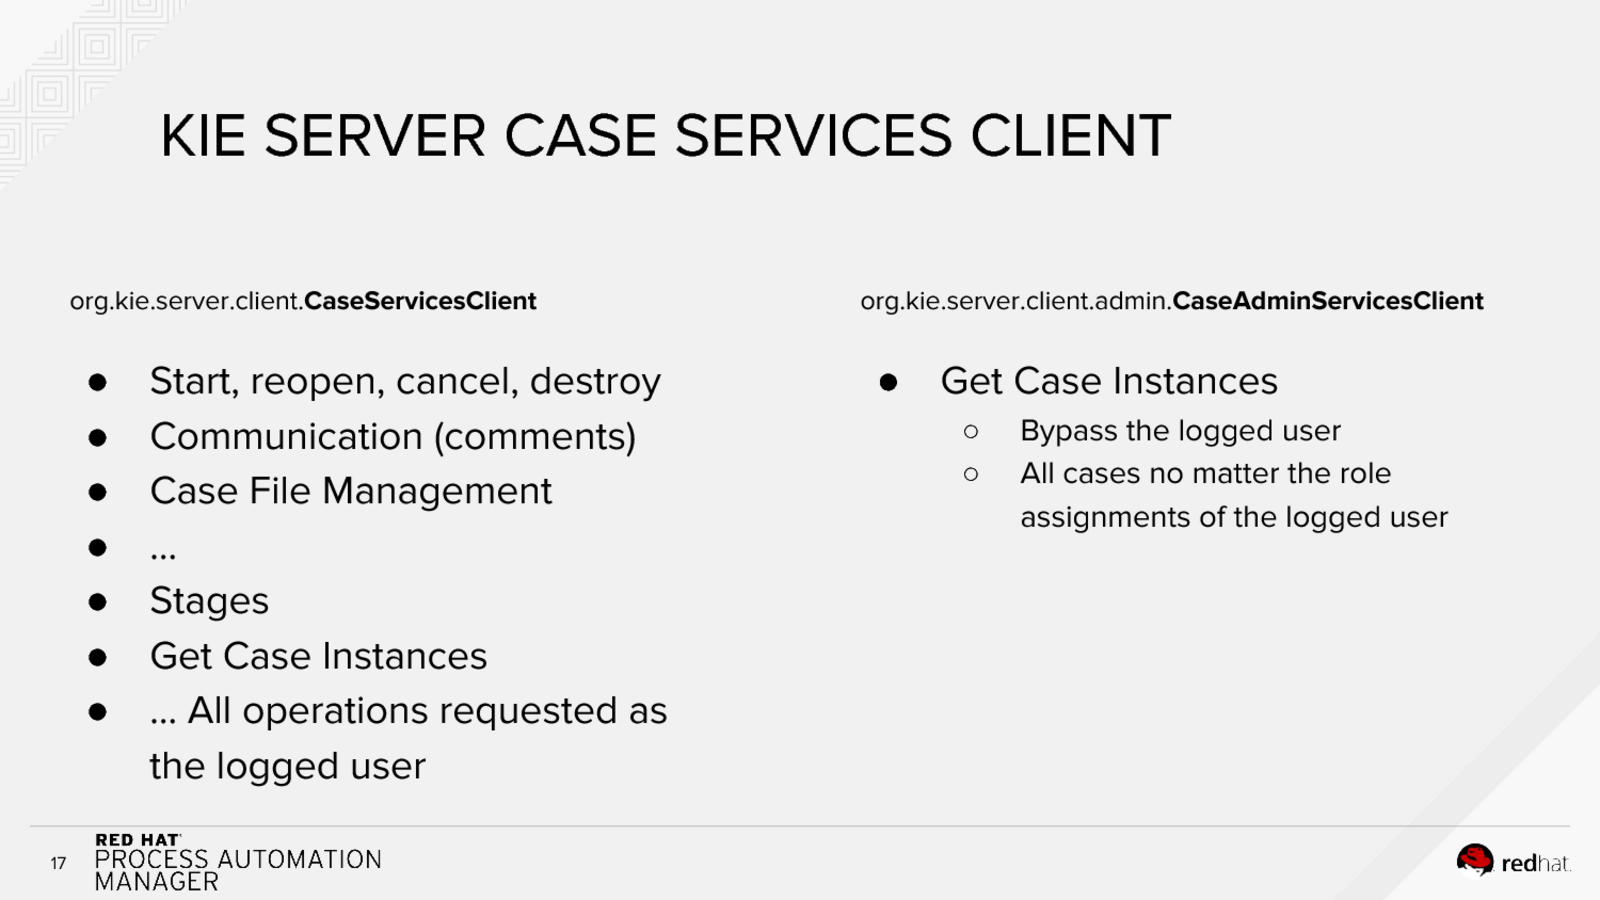 KIE SERVER CASE SERVICES CLIENT
org.kie.server.client.CaseServicesClient
● Start, reopen, cancel, destroy
● Communication (comments)
● Case File Management
● ...
● Stages
● Get Case Instances
● ... All operations requested as
the logged user
org.kie.server.client.admin.CaseAdminServicesClient
● Get Case Instances
○ Bypass the logged user
○ All cases no matter the role
assignments of the logged user
17
RED HAT
PROCESS AUTOMATION
MANAGER
redhat.